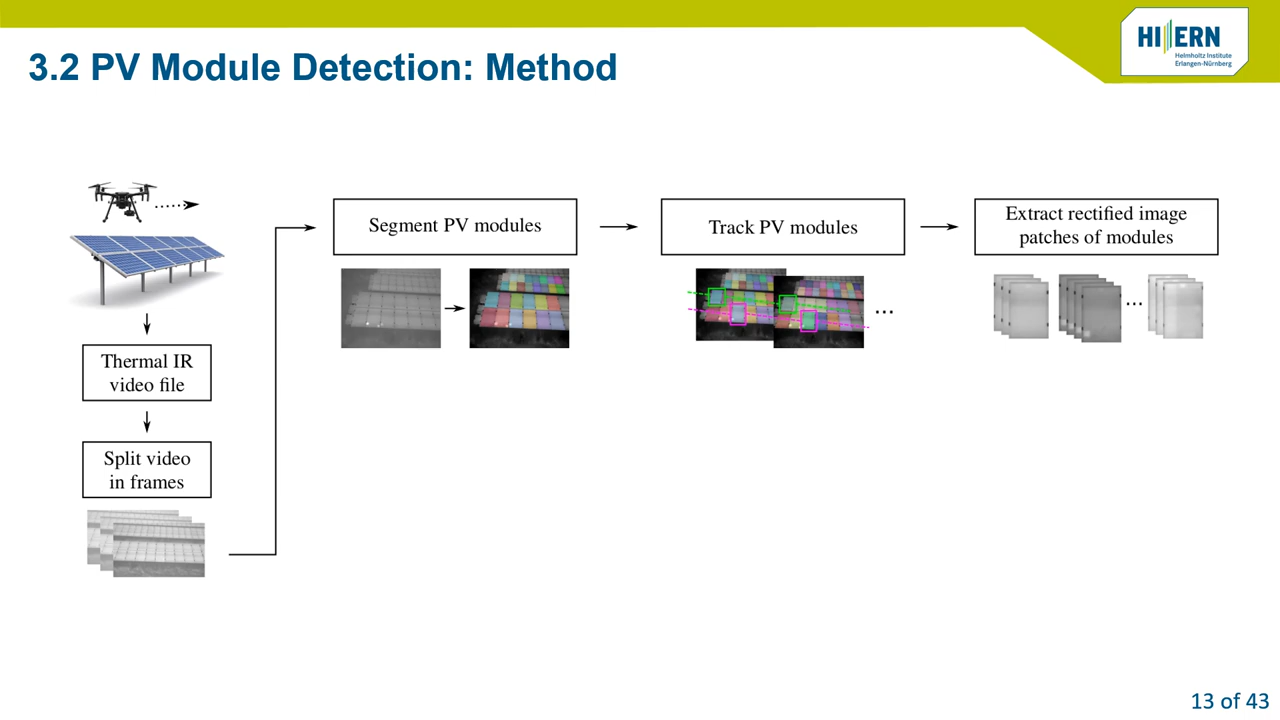 3.2 PV Module Detection: Method
HI ERN
Helmholtz Institute
Erlangen-Nürnberg
Thermal IR
video file
Split video
in frames
Segment PV modules
Track PV modules
...
Extract rectified image
patches of modules
...
13 of 43